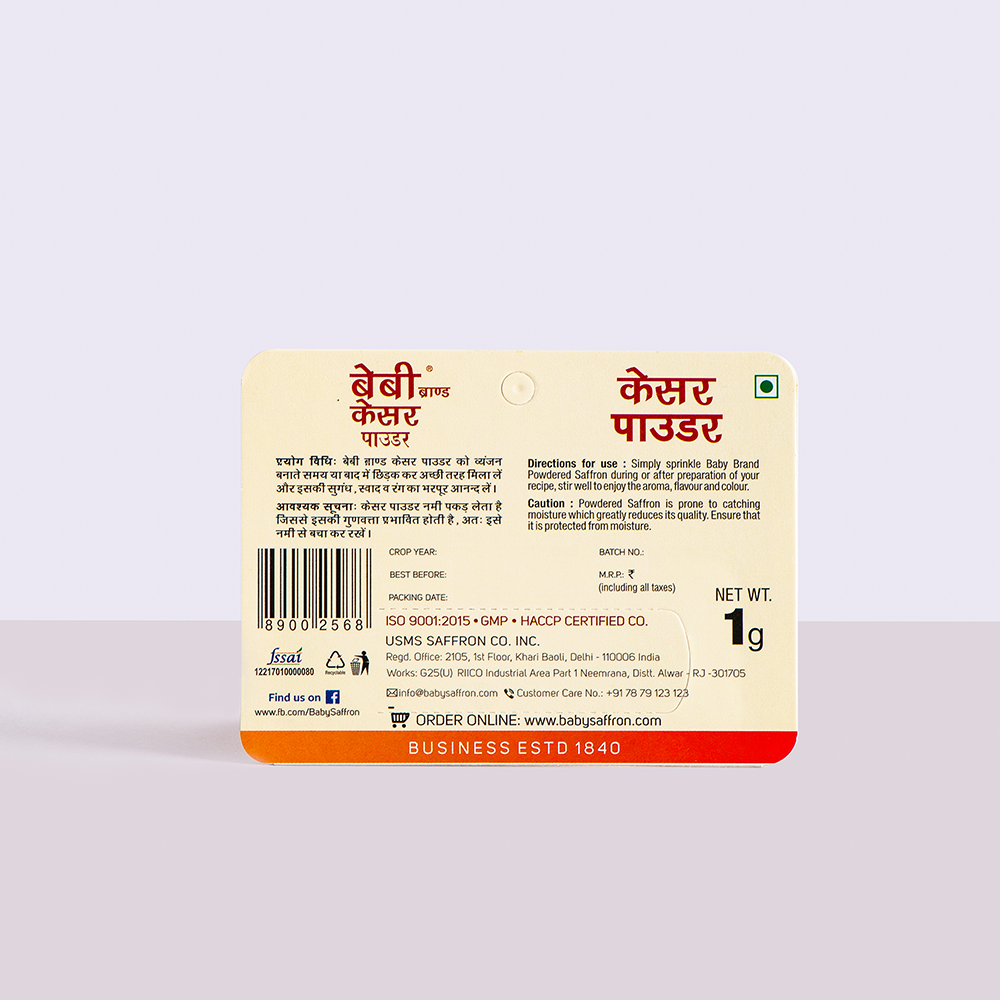 बेबी® ब्राण्ड
केसर
पाउडर
केसर
पाउडर
प्रयोग विधि: बेबी ब्राण्ड केसर पाउडर को व्यंजन
बनाते समय या बाद में छिड़क कर अच्छी तरह मिला लें
और इसकी सुगंध, स्वाद व रंग का भरपूर आनन्द लें।
आवश्यक सूचना: केसर पाउडर नमी पकड़ लेता है
जिससे इसकी गुणवत्ता प्रभावित होती है, अतः इसे
नमी से बचा कर रखें।
Directions for use : Simply sprinkle Baby Brand
Powdered Saffron during or after preparation of your
recipe, stir well to enjoy the aroma, flavour and colour.
Caution : Powdered Saffron is prone to catching
moisture which greatly reduces its quality. Ensure that
it is protected from moisture.
CROP YEAR:
BEST BEFORE:
PACKING DATE:
BATCH NO.:
M.R.P.: ₹
(including all taxes)
NET WT.
1g
8900 2568
ISO 9001:2015 • GMP • HACCP CERTIFIED CO.
USMS SAFFRON CO. INC.
Regd. Office: 2105, 1st Floor, Khari Baoli, Delhi - 110006 India
Works: G25(U) RIICO Industrial Area Part 1 Neemrana, Distt. Alwar - RJ -301705
info@babysaffron.com Customer Care No.: +91 78 79 123 123
fssai
12217010000080
Recyclable
Find us on f
www.fb.com/BabySaffron
ORDER ONLINE: www.babysaffron.com
BUSINESS ESTD 1840